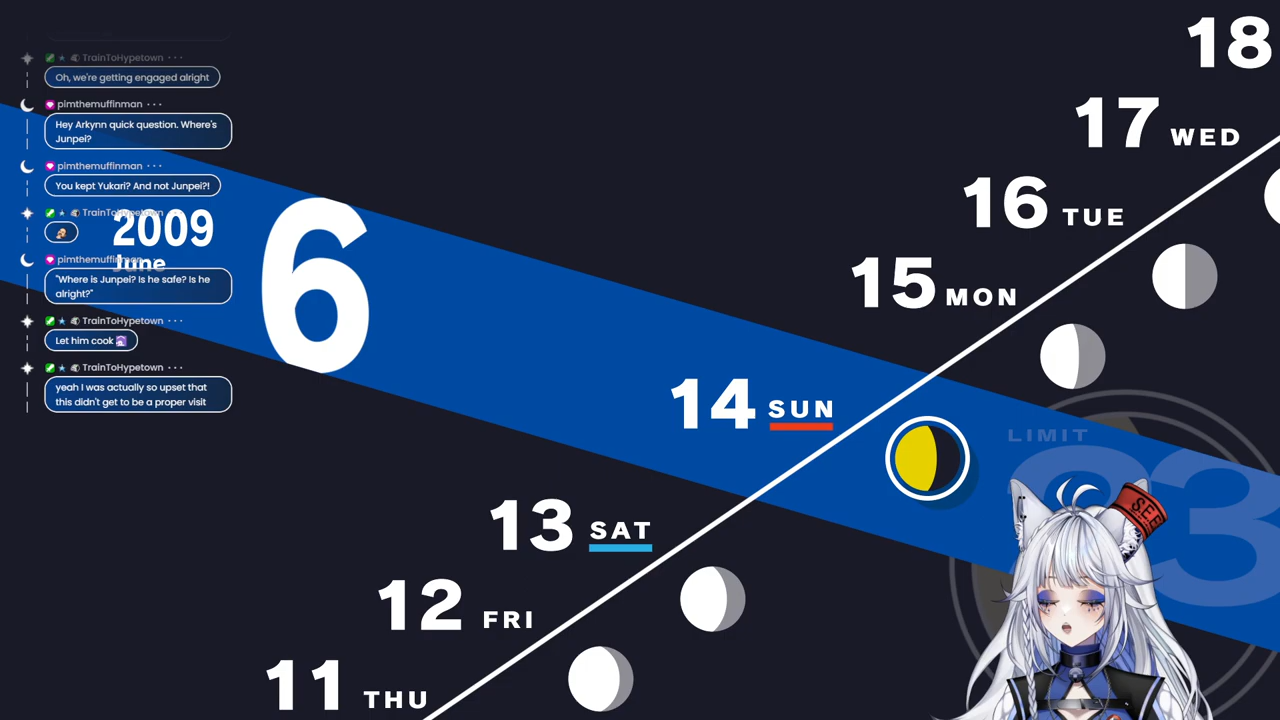 TrainToHypetown
Oh, we're getting engaged alright
pimthemuffinman
Hey Arkynn quick question. Where's
Junpei?
pimthemuffinman
You kept Yukari? And not Junpei?!
TrainToHypetown
pimthemuffinman
"Where is Junpei? Is he safe? Is he
alright?"
TrainToHypetown
Let him cook
TrainToHypetown
yeah I was actually so upset that
this didn't get to be a proper visit
2009
June
6
18
17 WED
16 TUE
15 MON
14 SUN
13 SAT
12 FRI
11 THU
LIMIT
SEE